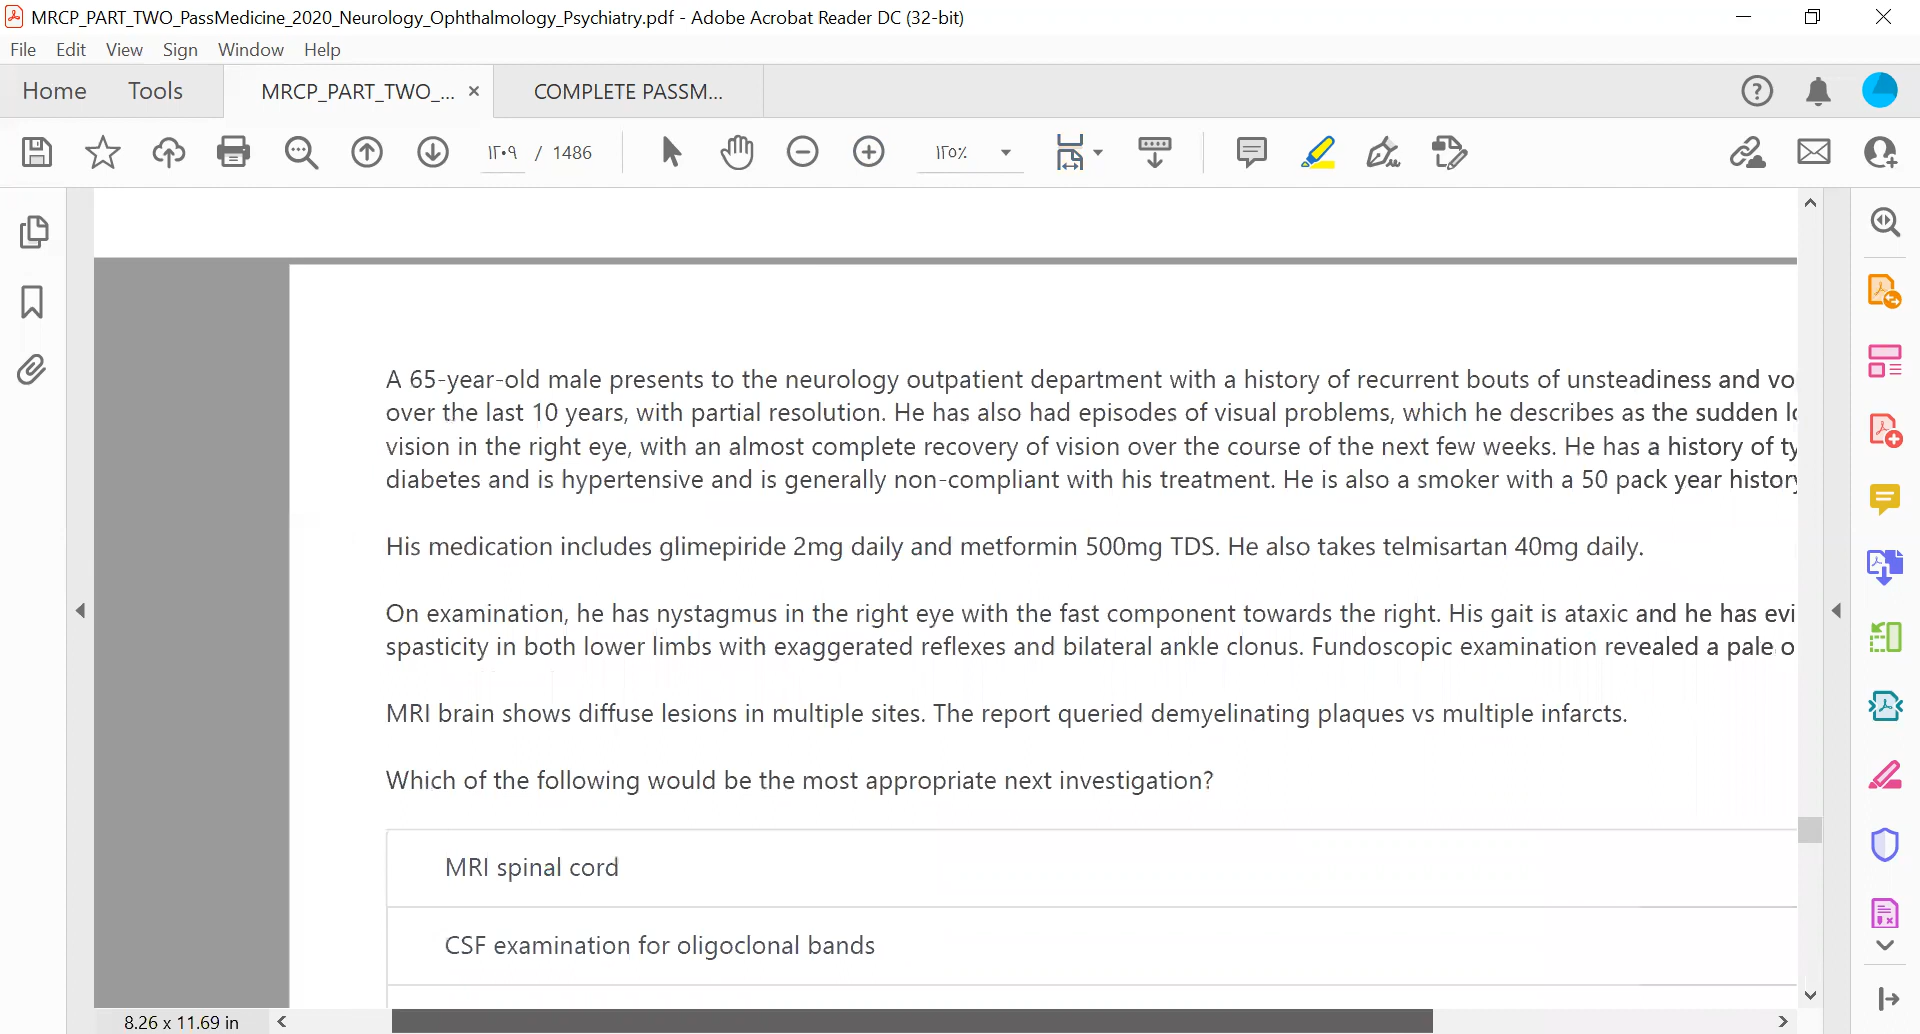 MRCP_PART_TWO_PassMedicine_2020_Neurology_Ophthalmology_Psychiatry.pdf - Adobe Acrobat Reader DC (32-bit)
File Edit View Sign Window Help
Home Tools MRCP_PART_TWO_... × COMPLETE PASSM...
١٢٠٩ / 1486 ١٢٥٪
A 65-year-old male presents to the neurology outpatient department with a history of recurrent bouts of unsteadiness and vo
over the last 10 years, with partial resolution. He has also had episodes of visual problems, which he describes as the sudden lo
vision in the right eye, with an almost complete recovery of vision over the course of the next few weeks. He has a history of ty
diabetes and is hypertensive and is generally non-compliant with his treatment. He is also a smoker with a 50 pack year history
His medication includes glimepiride 2mg daily and metformin 500mg TDS. He also takes telmisartan 40mg daily.
On examination, he has nystagmus in the right eye with the fast component towards the right. His gait is ataxic and he has evi
spasticity in both lower limbs with exaggerated reflexes and bilateral ankle clonus. Fundoscopic examination revealed a pale o
MRI brain shows diffuse lesions in multiple sites. The report queried demyelinating plaques vs multiple infarcts.
Which of the following would be the most appropriate next investigation?
MRI spinal cord
CSF examination for oligoclonal bands
8.26 x 11.69 in